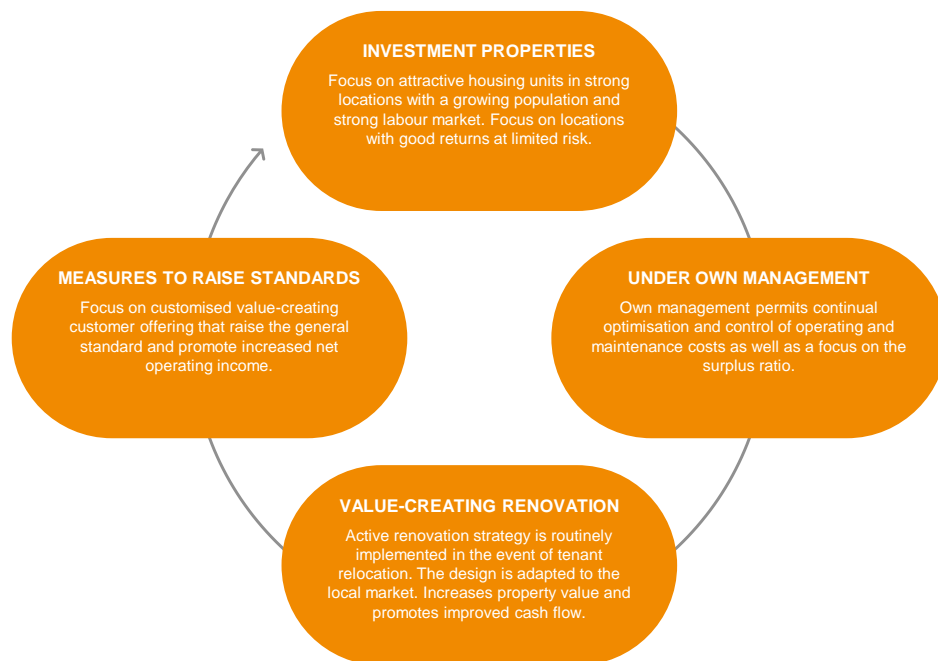 INVESTMENT PROPERTIES
Focus on attractive housing units in strong
locations with a growing population and
strong labour market. Focus on locations
with good returns at limited risk.
MEASURES TO RAISE STANDARDS
Focus on customised value-creating
customer offering that raise the general
standard and promote increased net
operating income.
UNDER OWN MANAGEMENT
Own management permits continual
optimisation and control of operating and
maintenance costs as well as a focus on the
surplus ratio.
VALUE-CREATING RENOVATION
Active renovation strategy is routinely
implemented in the event of tenant
relocation. The design is adapted to the
local market. Increases property value and
promotes improved cash flow.